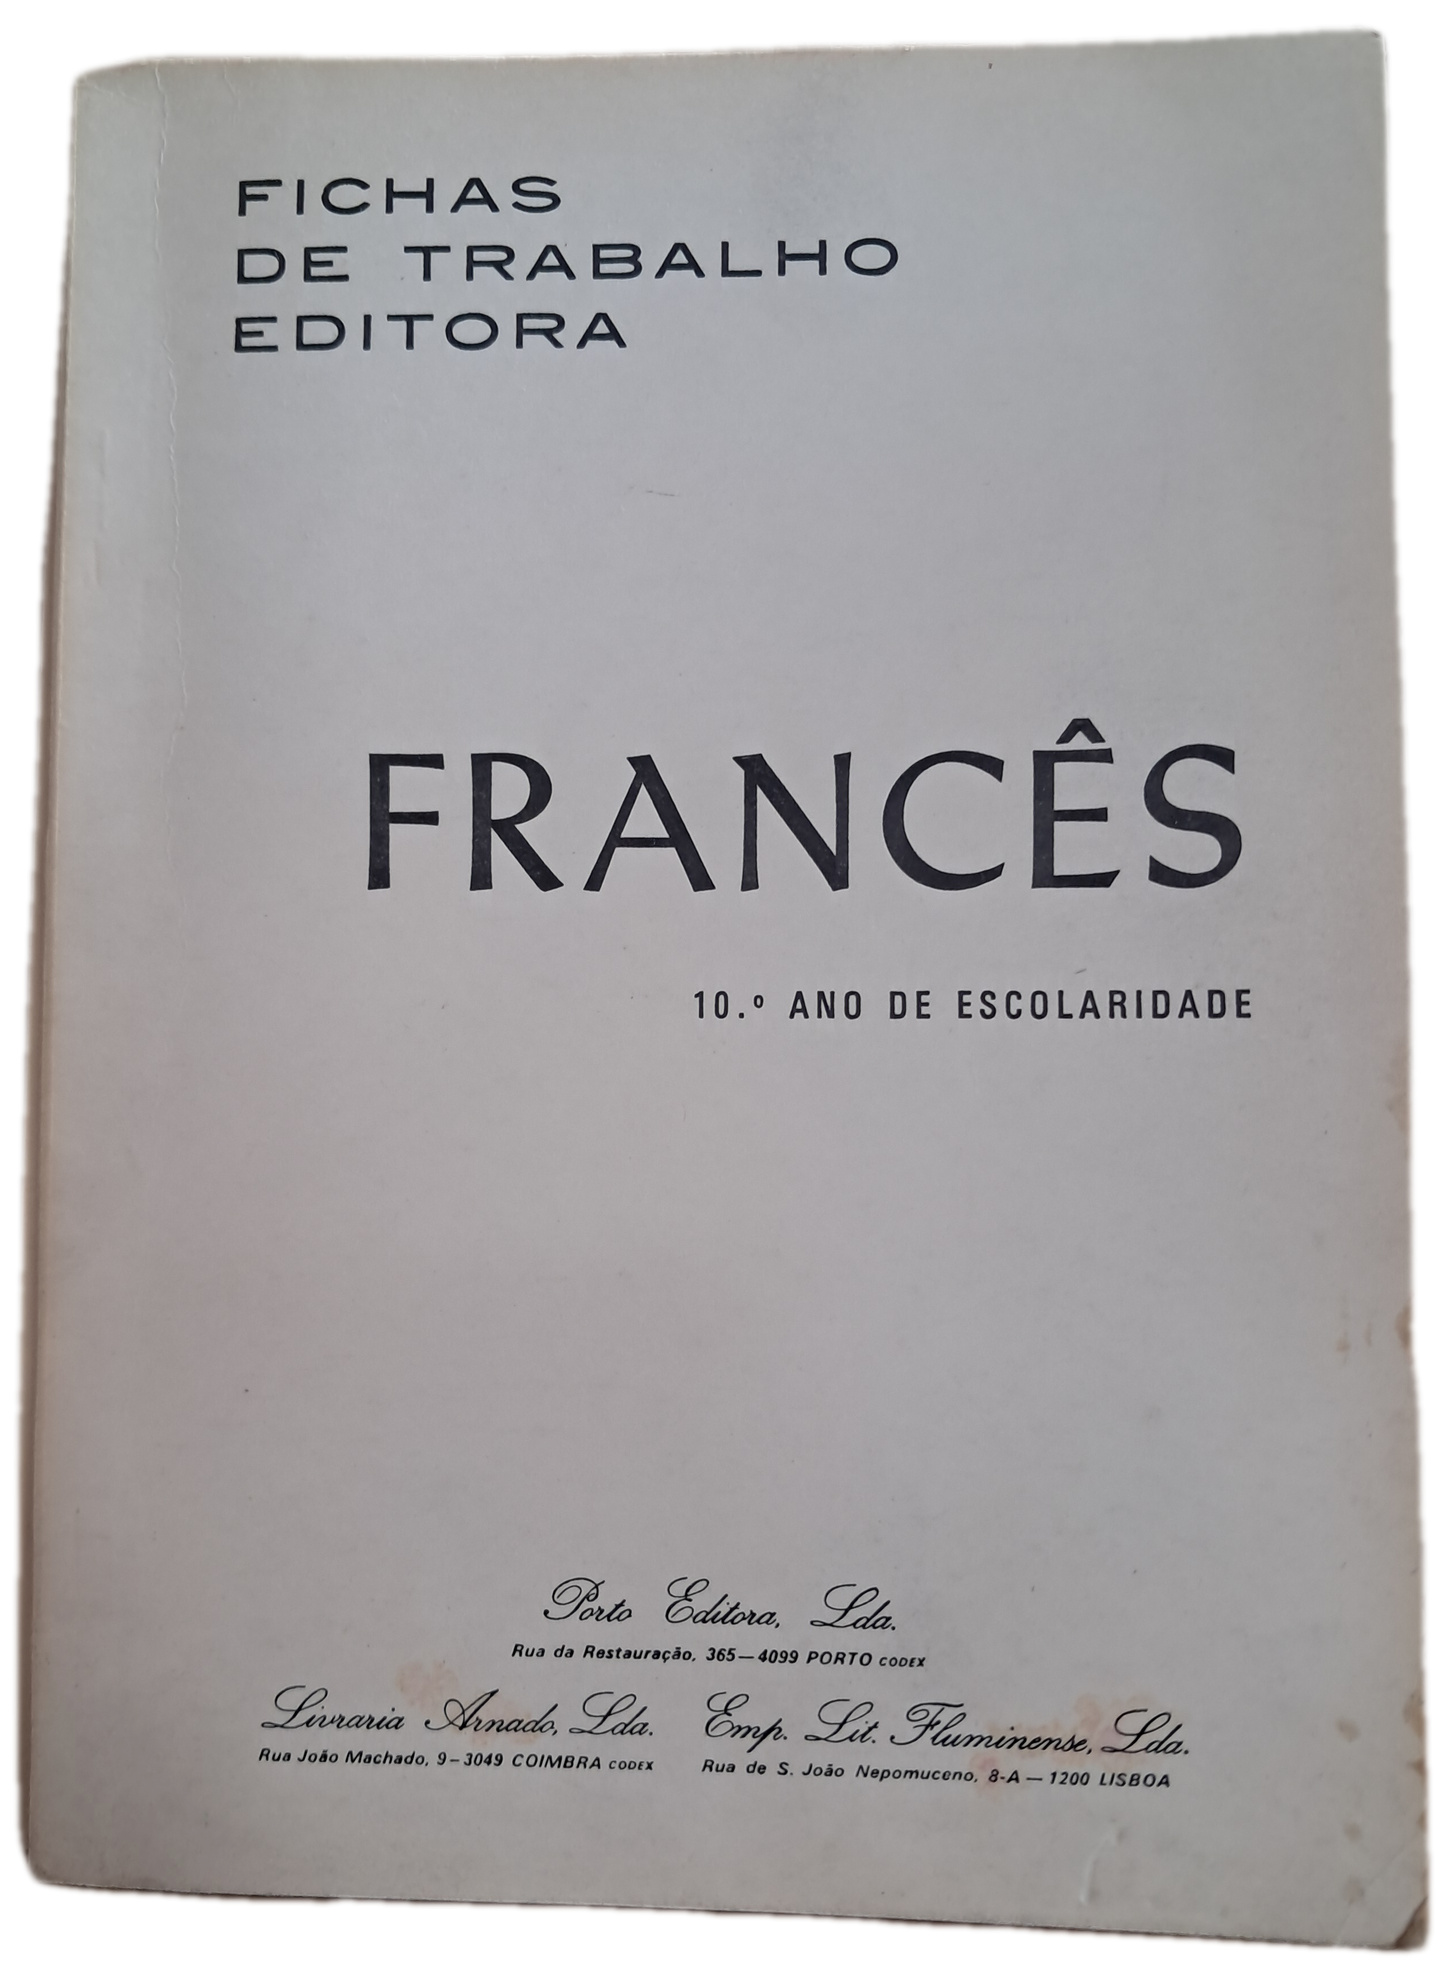 FICHAS
DE TRABALHO
EDITORA
FRANCÊS
10.º ANO DE ESCOLARIDADE
Porto Editora, Lda.
Rua da Restauração, 365—4099 PORTO CODEX
Livraria Arnado, Lda.
Rua João Machado, 9-3049 COIMBRA CODEX
Emp. Lit. Fluminense, Lda.
Rua de S. João Nepomuceno, 8-A — 1200 LISBOA